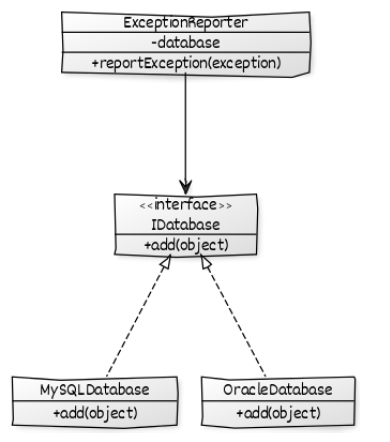 ExceptionReporter
-database
+reportException(exception)
<<interface>>
IDatabase
+add(object)
MySQLDatabase
+add(object)
OracleDatabase
+add(object)